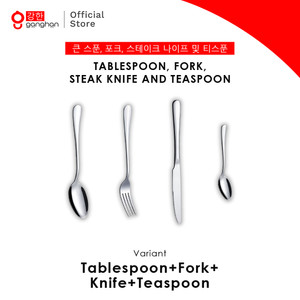 강한
ganghan
Official
Store
큰 스푼, 포크, 스테이크 나이프 및 티스푼
TABLESPOON, FORK,
STEAK KNIFE AND TEASPOON
Variant
Tablespoon+Fork+
Knife+Teaspoon